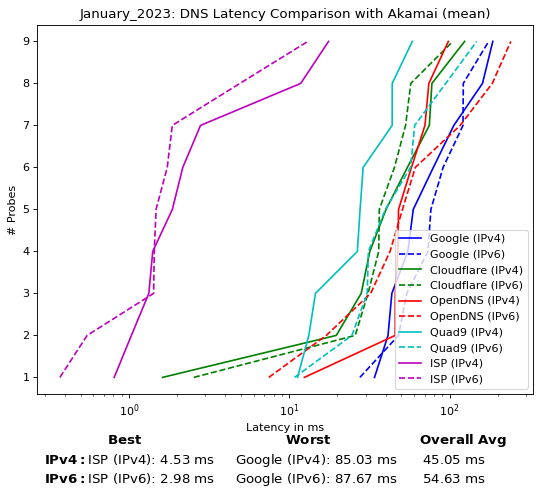 January_2023: DNS Latency Comparison with Akamai (mean)
9
8
7
6
5
4
3
2
1
# Probes
Google (IPv4)
Google (IPv6)
Cloudflare (IPv4)
Cloudflare (IPv6)
OpenDNS (IPv4)
OpenDNS (IPv6)
Quad9 (IPv4)
Quad9 (IPv6)
ISP (IPv4)
ISP (IPv6)
10⁰ 10¹ 10²
Latency in ms
Best Worst Overall Avg
IPv4: ISP (IPv4): 4.53 ms Google (IPv4): 85.03 ms 45.05 ms
IPv6: ISP (IPv6): 2.98 ms Google (IPv6): 87.67 ms 54.63 ms